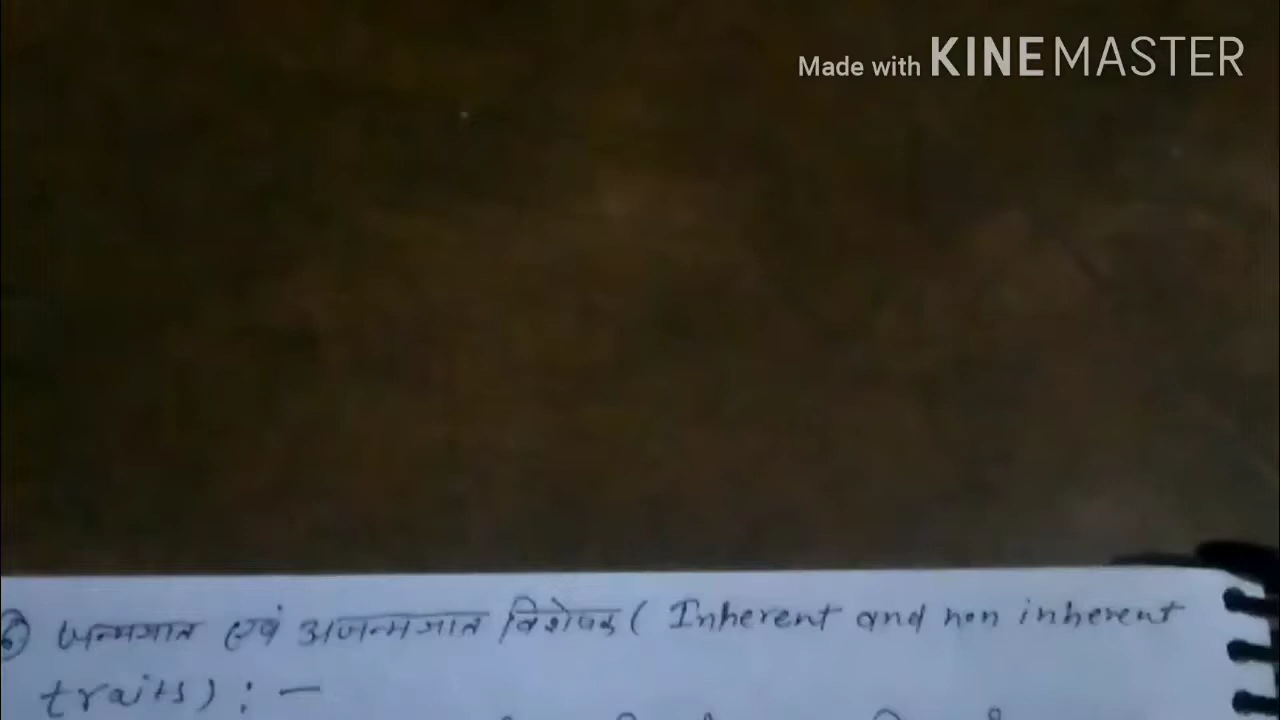 Made with KINEMASTER
जन्मजात एवं अजन्मजात विशेषक ( Inherent and non inherent
traits) : —